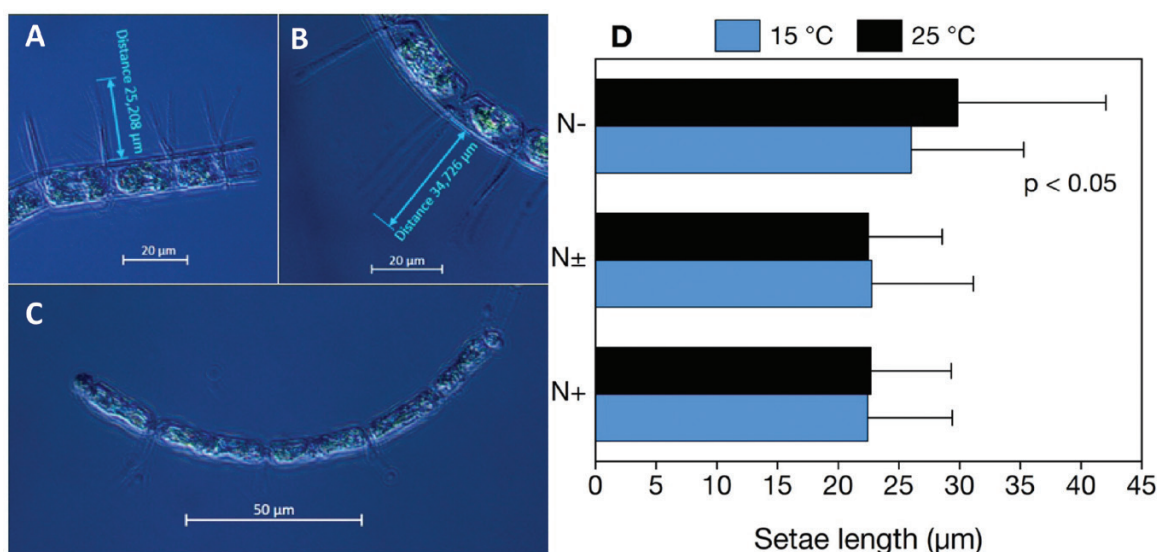 A
Distance 25,208 µm
20 µm
B
Distance 34,726 µm
20 µm
C
50 µm
D
15 °C
25 °C
N-
p < 0.05
N±
N+
0 5 10 15 20 25 30 35 40 45
Setae length (µm)